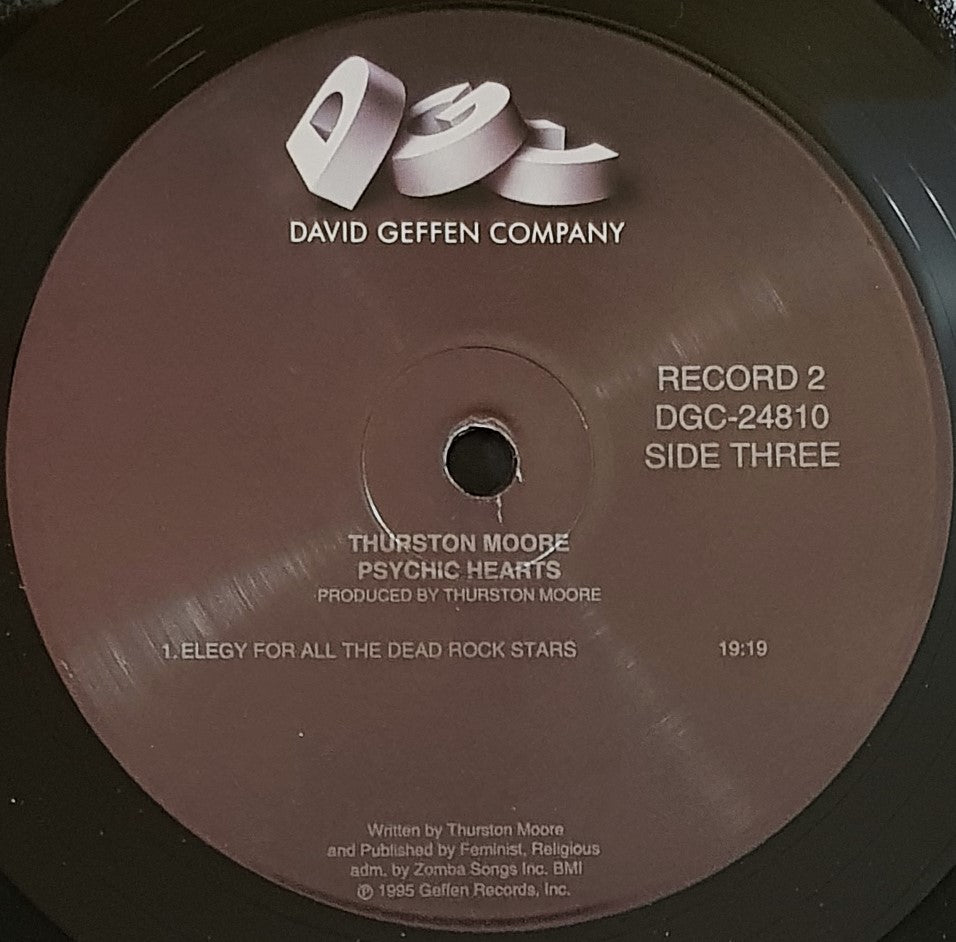 DGC
DAVID GEFFEN COMPANY
RECORD 2
DGC-24810
SIDE THREE
THURSTON MOORE
PSYCHIC HEARTS
PRODUCED BY THURSTON MOORE
1. ELEGY FOR ALL THE DEAD ROCK STARS 19:19
Written by Thurston Moore
and Published by Feminist, Religious
adm. by Zomba Songs Inc. BMI
℗ 1995 Geffen Records, Inc.